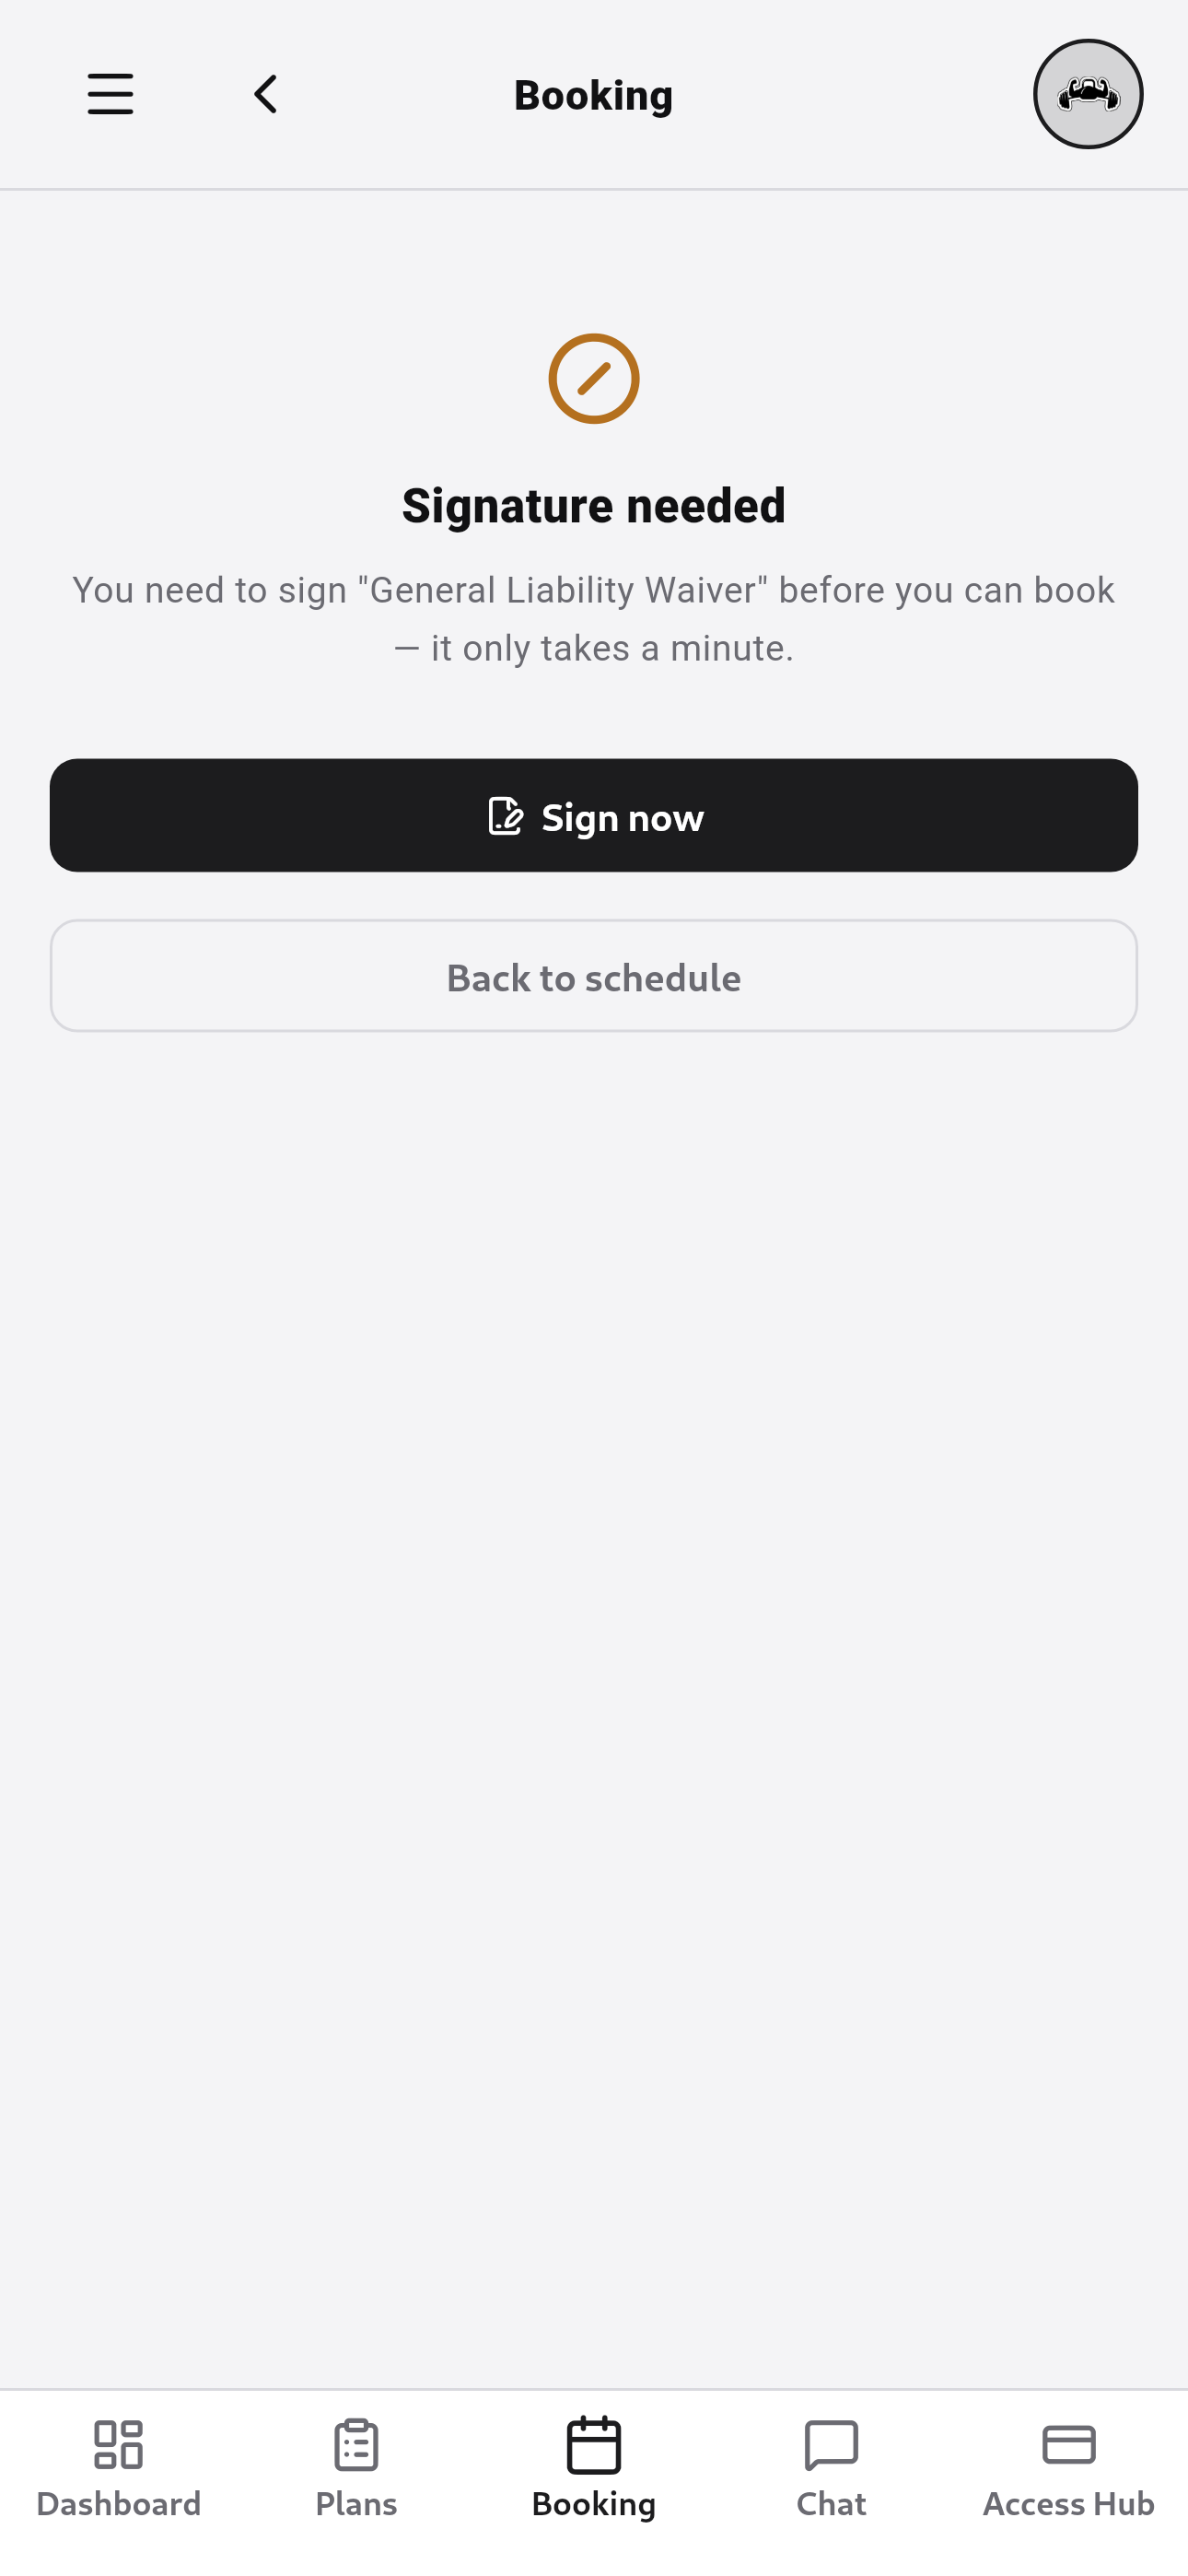 Booking
Signature needed
You need to sign "General Liability Waiver" before you can book
— it only takes a minute.
Sign now
Back to schedule
Dashboard
Plans
Booking
Chat
Access Hub